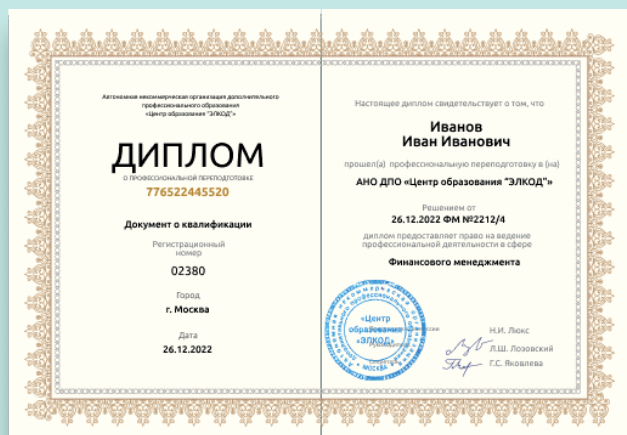 Автономная некоммерческая организация дополнительного
профессионального образования
«Центр образования "ЭЛКОД"»
ДИПЛОМ
О ПРОФЕССИОНАЛЬНОЙ ПЕРЕПОДГОТОВКЕ
776522445520
Документ о квалификации
Регистрационный
номер
02380
Город
г. Москва
Дата
26.12.2022
Настоящее диплом свидетельствует о том, что
Иванов
Иван Иванович
прошел(а) профессиональную переподготовку в (на)
АНО ДПО «Центр образования "ЭЛКОД"»
Решением от
26.12.2022 ФМ №2212/4
диплом предоставляет право на ведение
профессиональной деятельности в сфере
Финансового менеджмента
«Центр
образования
«ЭЛКОД»
МОСКВА
Н.И. Люкс
Л.Ш. Лозовский
Г.С. Яковлева